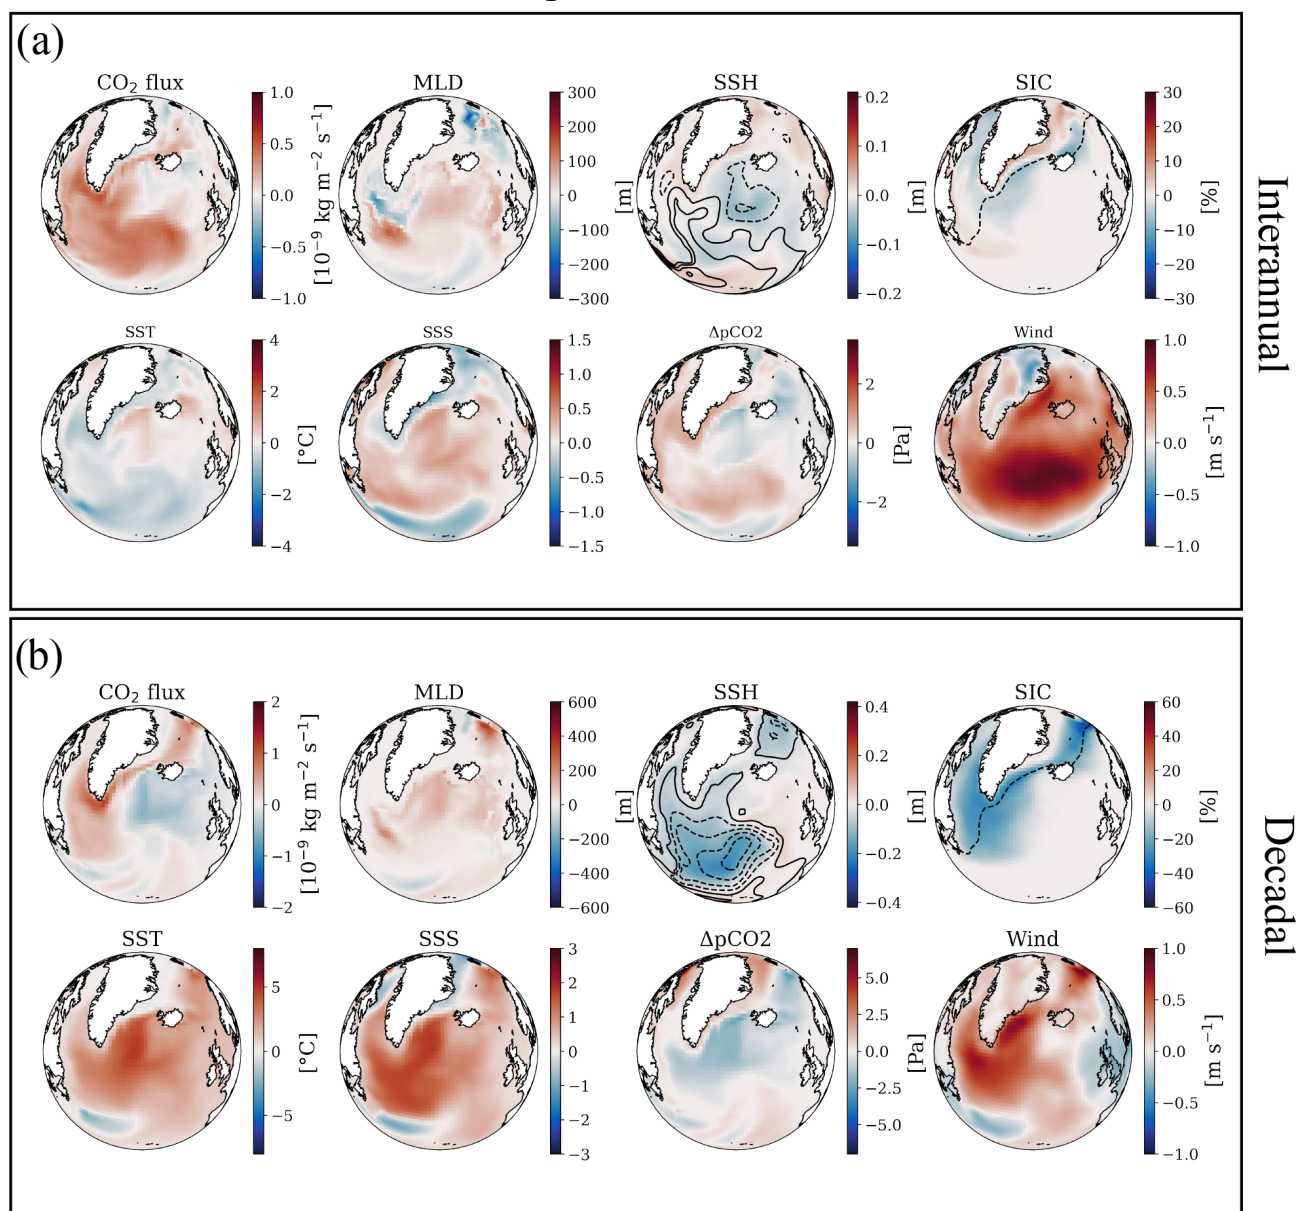 (a)
CO₂ flux
1.0
0.5
0.0
−0.5
−1.0
[10⁻⁹ kg m⁻² s⁻¹]
MLD
300
200
100
0
−100
−200
−300
[m]
SSH
0.2
0.1
0.0
−0.1
−0.2
[m]
SIC
30
20
10
0
−10
−20
−30
[%]
SST
4
2
0
−2
−4
[°C]
SSS
1.5
1.0
0.5
0.0
−0.5
−1.0
−1.5
ΔpCO2
2
0
−2
[Pa]
Wind
1.0
0.5
0.0
−0.5
−1.0
[m s⁻¹]
Interannual
(b)
CO₂ flux
2
1
0
−1
−2
[10⁻⁹ kg m⁻² s⁻¹]
MLD
600
400
200
0
−200
−400
−600
[m]
SSH
0.4
0.2
0.0
−0.2
−0.4
[m]
SIC
60
40
20
0
−20
−40
−60
[%]
SST
5
0
−5
[°C]
SSS
3
2
1
0
−1
−2
−3
ΔpCO2
5.0
2.5
0.0
−2.5
−5.0
[Pa]
Wind
1.0
0.5
0.0
−0.5
−1.0
[m s⁻¹]
Decadal